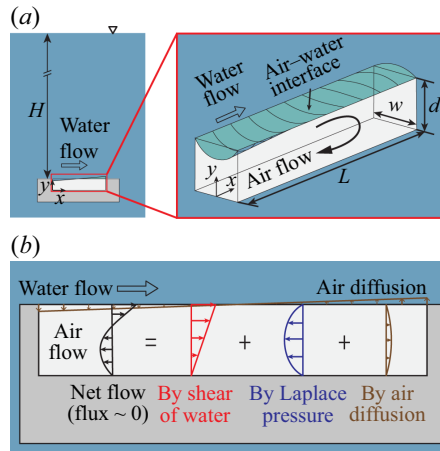 (a)
H
Water
flow
y
x
Water
flow
Air–water
interface
w
d
y
x
Air flow
L
(b)
Water flow
Air diffusion
Air
flow
=
+
+
Net flow
(flux ~ 0)
By shear
of water
By Laplace
pressure
By air
diffusion